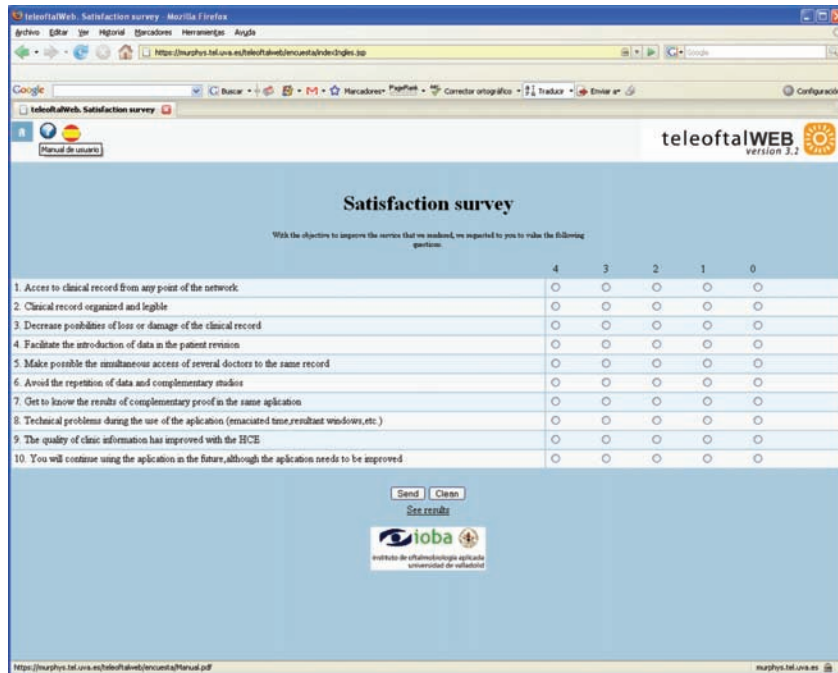 teleoftalWeb. Satisfaction survey - Mozilla Firefox
Archivo Editar Ver Historial Marcadores Herramientas Ayuda
https://murphys.tel.uva.es/teleoftalweb/encuesta/indexIngles.jsp Google
Google Buscar Marcadores PageRank Corrector ortográfico Traducir Enviar a Configuración
teleoftalWeb. Satisfaction survey
Manual de usuario
teleoftalWEB
version 3.2
Satisfaction survey
With the objective to improve the service that we realized, we requested to you to value the following
questions.
4 3 2 1 0
1. Acces to clinical record from any point of the network
2. Clinical record organized and legible
3. Decrease posibilities of loss or damage of the clinical record
4. Facilitate the introduction of data in the patient revision
5. Make possible the simultaneous access of several doctors to the same record
6. Avoid the repetition of data and complementary studios
7. Get to know the results of complementary proof in the same aplication
8. Technical problems during the use of the aplication (emaciated time,resultant windows,etc.)
9. The quality of clinic information has improved with the HCE
10. You will continue using the aplication in the future,although the aplication needs to be improved
Send Clean
See results
ioba
instituto de oftalmobiología aplicada
universidad de valladolid
https://murphys.tel.uva.es/teleoftalweb/encuesta/Manual.pdf murphys.tel.uva.es